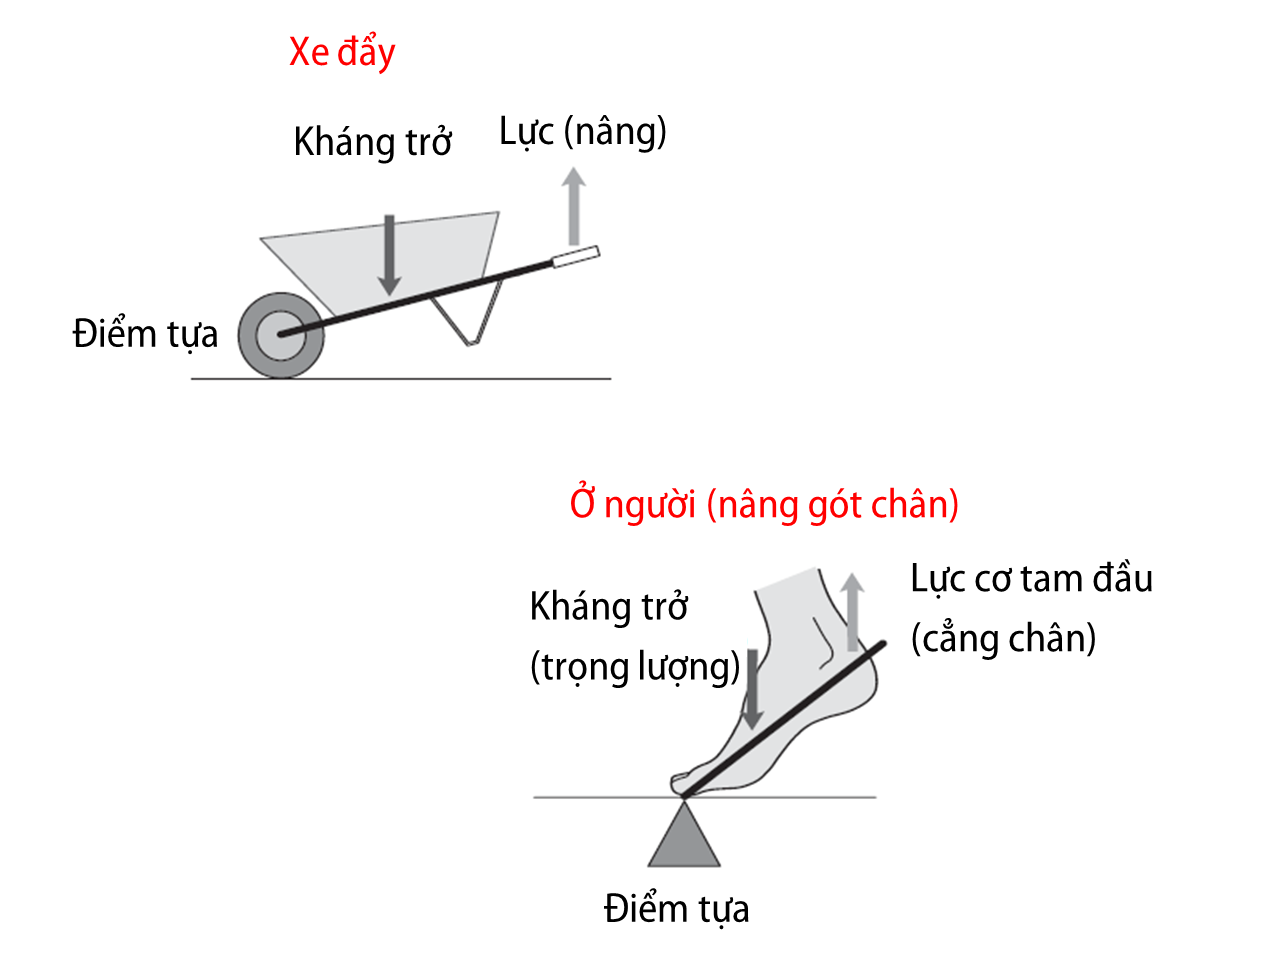 Xe đẩy
Kháng trở
Lực (nâng)
Điểm tựa
Ở người (nâng gót chân)
Lực cơ tam đầu
(cẳng chân)
Kháng trở
(trọng lượng)
Điểm tựa